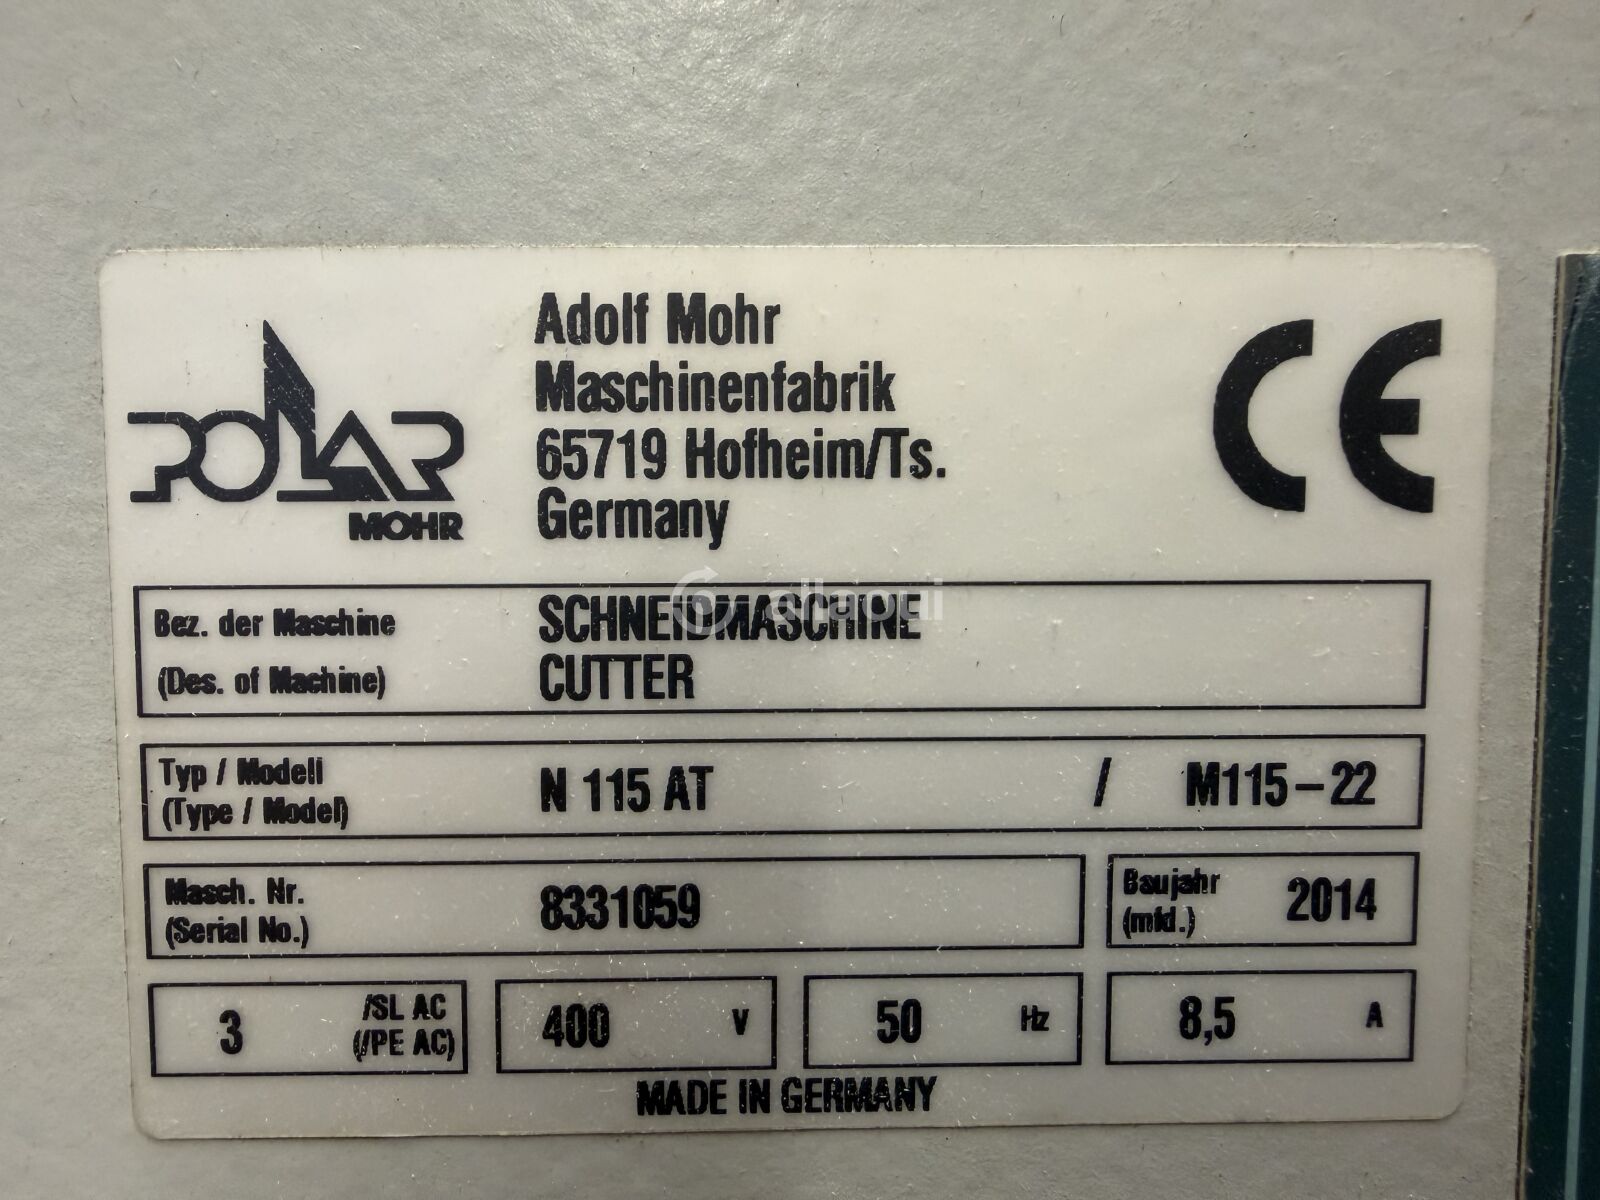 POLAR
MOHR
Adolf Mohr
Maschinenfabrik
65719 Hofheim/Ts.
Germany
CE
Bez. der Maschine
(Des. of Machine)
SCHNEIDMASCHINE
CUTTER
allaoui
Typ / Modell
(Type / Model)
N 115 AT / M115-22
Masch. Nr.
(Serial No.)
8331059
Baujahr
(mfd.)
2014
3 /SL AC
(/PE AC)
400 V
50 Hz
8,5 A
MADE IN GERMANY